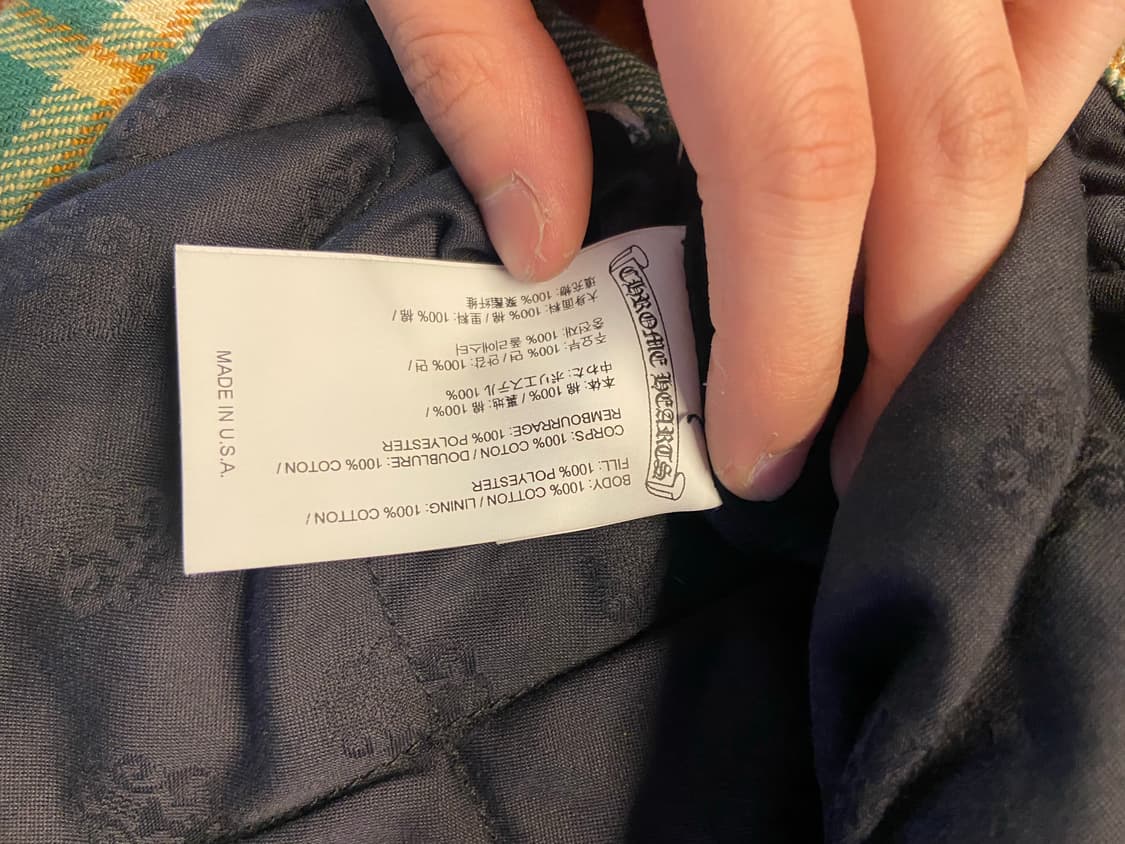 CHROME HEARTS
BODY: 100% COTTON / LINING: 100% COTTON /
FILL: 100% POLYESTER
CORPS: 100% COTON / DOUBLURE: 100% COTON /
REMBOURRAGE: 100% POLYESTER
本体: 綿 100% / 裏地: 綿 100% /
中わた: ポリエステル 100%
주요부: 100% 면 / 안감: 100% 면 /
충전재: 100% 폴리에스터
大身面料: 100% 棉 / 里料: 100% 棉 /
填充物: 100% 聚酯纤维
MADE IN U.S.A.